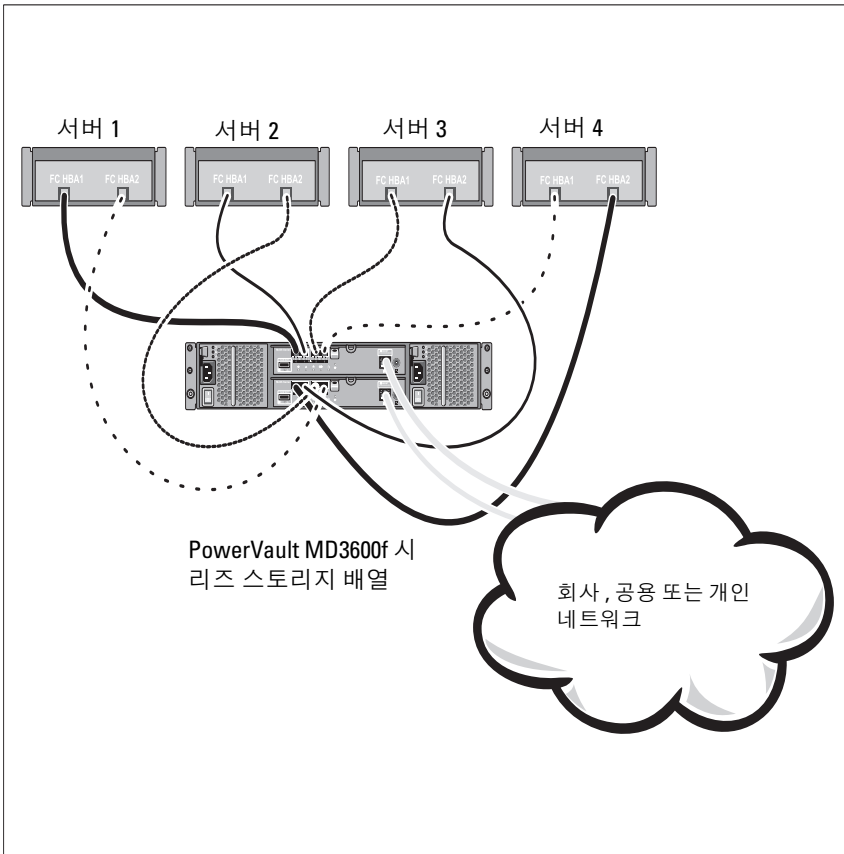 서버 1
서버 2
서버 3
서버 4
FC HBA1 FC HBA2
FC HBA1 FC HBA2
FC HBA1 FC HBA2
FC HBA1 FC HBA2
PowerVault MD3600f 시
리즈 스토리지 배열
회사 , 공용 또는 개인
네트워크